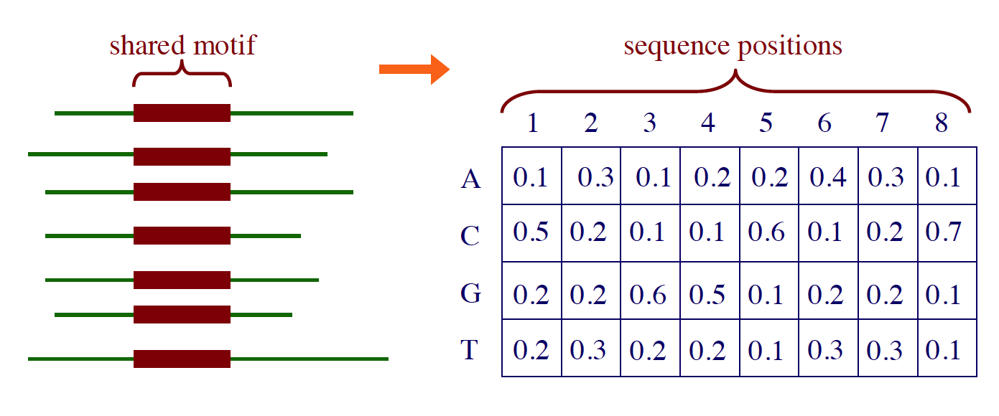 shared motif
sequence positions
1 2 3 4 5 6 7 8
A 0.1 0.3 0.1 0.2 0.2 0.4 0.3 0.1
C 0.5 0.2 0.1 0.1 0.6 0.1 0.2 0.7
G 0.2 0.2 0.6 0.5 0.1 0.2 0.2 0.1
T 0.2 0.3 0.2 0.2 0.1 0.3 0.3 0.1